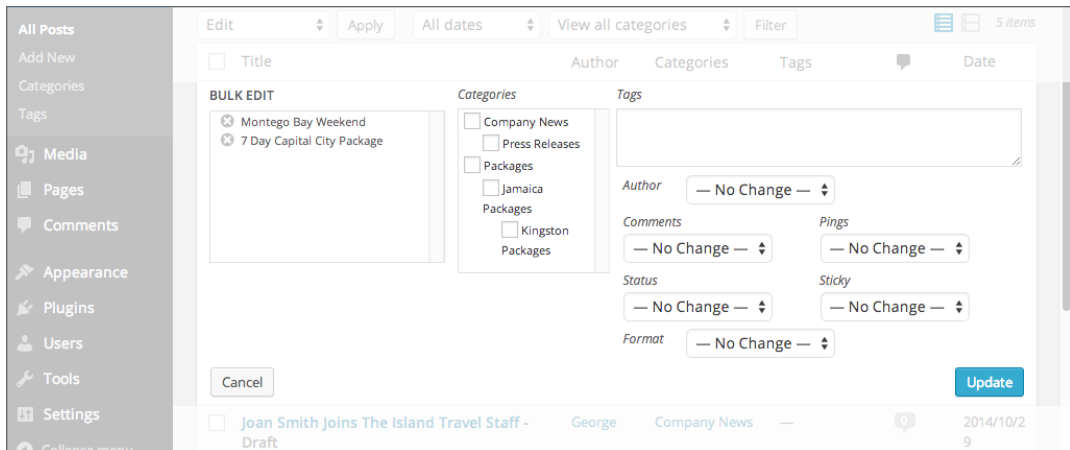 All Posts
Add New
Categories
Tags
Media
Pages
Comments
Appearance
Plugins
Users
Tools
Settings
Collapse menu
Edit Apply All dates View all categories Filter 5 items
Title Author Categories Tags Date
BULK EDIT
Montego Bay Weekend
7 Day Capital City Package
Categories
Company News
Press Releases
Packages
Jamaica
Packages
Kingston
Packages
Tags
Author — No Change —
Comments Pings
— No Change — — No Change —
Status Sticky
— No Change — — No Change —
Format — No Change —
Cancel Update
Joan Smith Joins The Island Travel Staff - George Company News — 0 2014/10/2
Draft 9